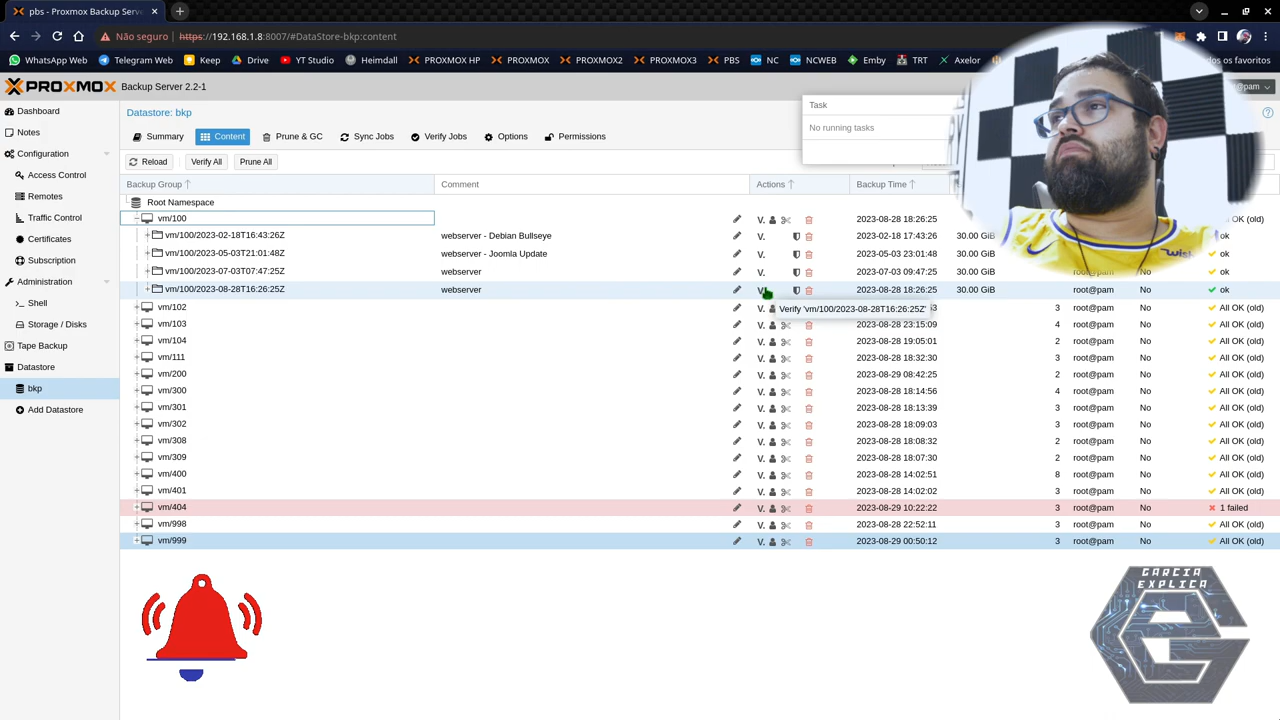 pbs - Proxmox Backup Serve
Não seguro https://192.168.1.8:8007/#DataStore-bkp:content
WhatsApp Web Telegram Web Keep Drive YT Studio Heimdall PROXMOX HP PROXMOX PROXMOX2 PROXMOX3 PBS NC NCWEB Emby TRT Axelor os favoritos
PROXMOX Backup Server 2.2-1
Dashboard
Notes
Configuration
Access Control
Remotes
Traffic Control
Certificates
Subscription
Administration
Shell
Storage / Disks
Tape Backup
Datastore
bkp
Add Datastore
Datastore: bkp
Summary Content Prune & GC Sync Jobs Verify Jobs Options Permissions
Task
No running tasks
Reload Verify All Prune All
Backup Group Comment Actions Backup Time
Root Namespace
vm/100 V. 2023-08-28 18:26:25 All OK (old)
vm/100/2023-02-18T16:43:26Z webserver - Debian Bullseye V. 2023-02-18 17:43:26 30.00 GiB ok
vm/100/2023-05-03T21:01:48Z webserver - Joomla Update V. 2023-05-03 23:01:48 30.00 GiB ok
vm/100/2023-07-03T07:47:25Z webserver V. 2023-07-03 09:47:25 30.00 GiB root@pam No ok
vm/100/2023-08-28T16:26:25Z webserver 2023-08-28 18:26:25 30.00 GiB root@pam No ok
Verify 'vm/100/2023-08-28T16:26:25Z'
vm/102 V. 3 root@pam No All OK (old)
vm/103 V. 2023-08-28 23:15:09 4 root@pam No All OK (old)
vm/104 V. 2023-08-28 19:05:01 2 root@pam No All OK (old)
vm/111 V. 2023-08-28 18:32:30 3 root@pam No All OK (old)
vm/200 V. 2023-08-29 08:42:25 2 root@pam No All OK (old)
vm/300 V. 2023-08-28 18:14:56 4 root@pam No All OK (old)
vm/301 V. 2023-08-28 18:13:39 3 root@pam No All OK (old)
vm/302 V. 2023-08-28 18:09:03 3 root@pam No All OK (old)
vm/308 V. 2023-08-28 18:08:32 2 root@pam No All OK (old)
vm/309 V. 2023-08-28 18:07:30 2 root@pam No All OK (old)
vm/400 V. 2023-08-28 14:02:51 8 root@pam No All OK (old)
vm/401 V. 2023-08-28 14:02:02 3 root@pam No All OK (old)
vm/404 V. 2023-08-29 10:22:22 3 root@pam No 1 failed
vm/998 V. 2023-08-28 22:52:11 3 root@pam No All OK (old)
vm/999 V. 2023-08-29 00:50:12 3 root@pam No All OK (old)
GARCIA
EXPLICA